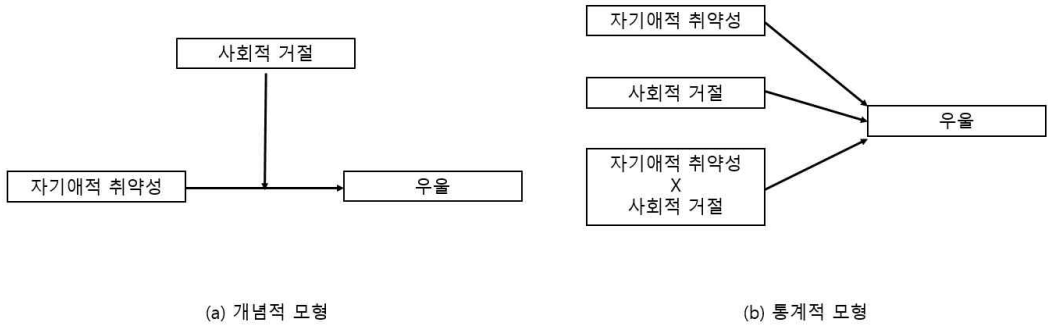 사회적 거절
자기애적 취약성
우울
(a) 개념적 모형
자기애적 취약성
사회적 거절
자기애적 취약성
X
사회적 거절
우울
(b) 통계적 모형